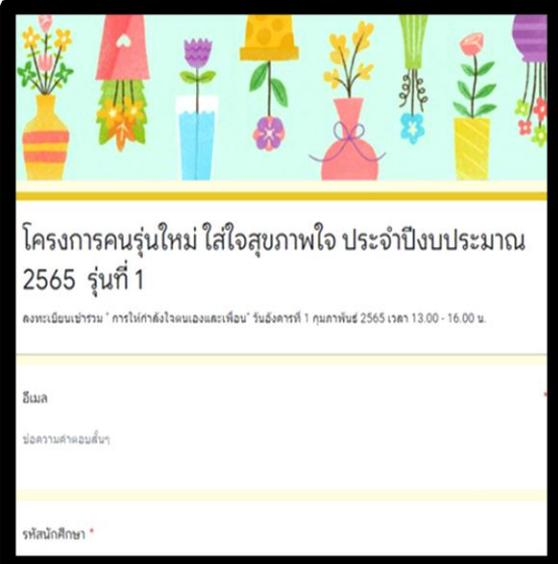 โครงการคนรุ่นใหม่ ใส่ใจสุขภาพใจ ประจำปีงบประมาณ
2565 รุ่นที่ 1
ลงทะเบียนเข้าร่วม " การให้กำลังใจตนเองและเพื่อน" วันอังคารที่ 1 กุมภาพันธ์ 2565 เวลา 13.00 - 16.00 น.
อีเมล *
ข้อความคำตอบสั้นๆ
รหัสนักศึกษา *